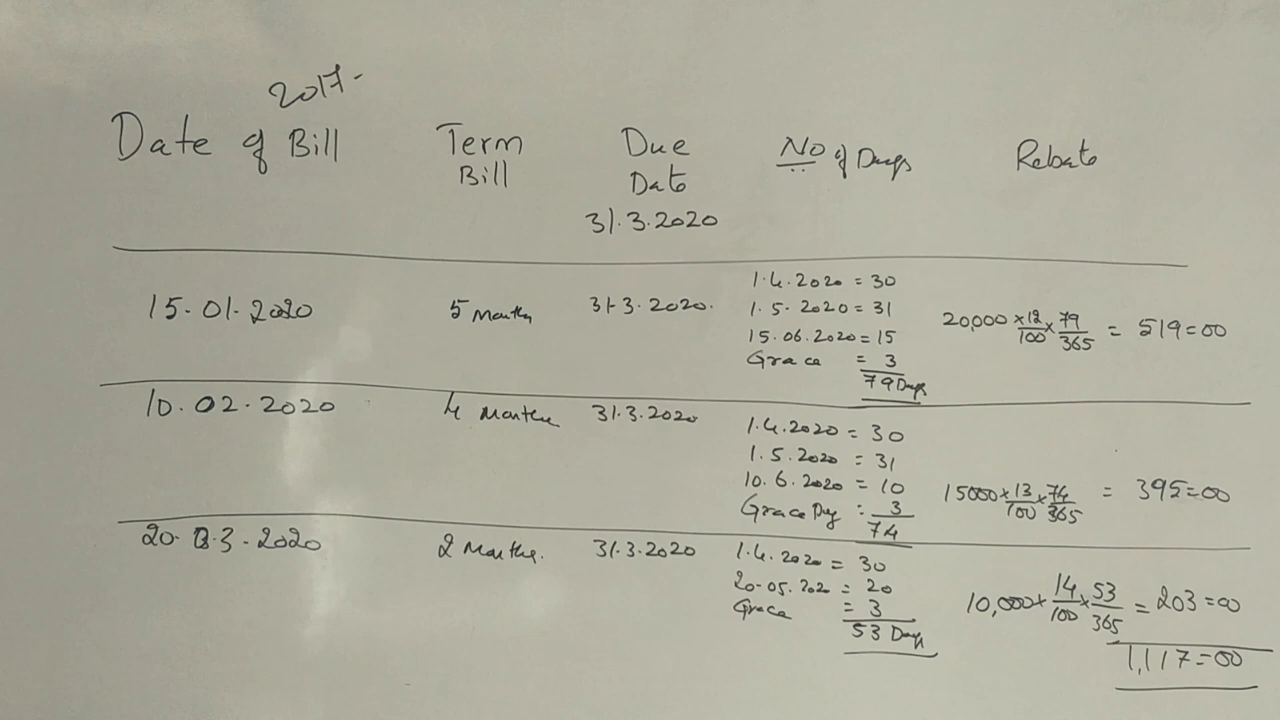 2017-
Date of Bill Term Bill Due Date 31.3.2020 No of Days Rebate
15.01.2020 5 Months 31.3.2020. 1.4.2020 = 30
1.5.2020 = 31
15.06.2020 = 15
Grace = 3
79 Days
20,000 × 12/100 × 79/365 = 519=00
10.02.2020 4 Months 31.3.2020 1.4.2020 = 30
1.5.2020 = 31
10.6.2020 = 10
Grace Day = 3
74
15000 × 13/100 × 74/365 = 395=00
20.03.2020 2 Months. 31.3.2020 1.4.2020 = 30
20-05.2020 = 20
Grace = 3
53 Days
10,000 × 14/100 × 53/365 = 203=00
1,117=00